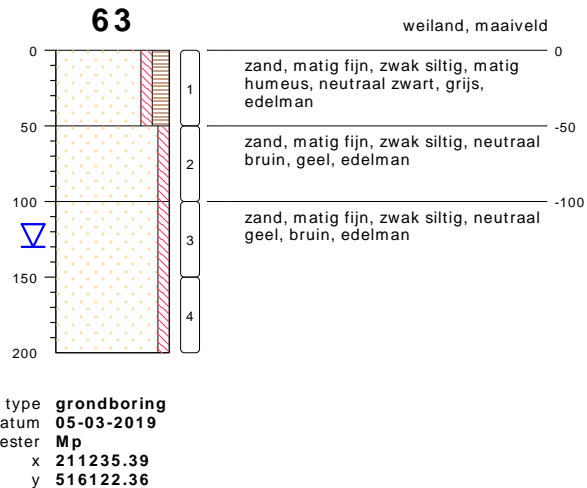 63
weiland, maaiveld
0
0
zand, matig fijn, zwak siltig, matig
humeus, neutraal zwart, grijs,
edelman
1
50
-50
zand, matig fijn, zwak siltig, neutraal
bruin, geel, edelman
2
100
-100
zand, matig fijn, zwak siltig, neutraal
geel, bruin, edelman
3
150
4
200
type grondboring
atum 05-03-2019
ester Mp
x 211235.39
y 516122.36